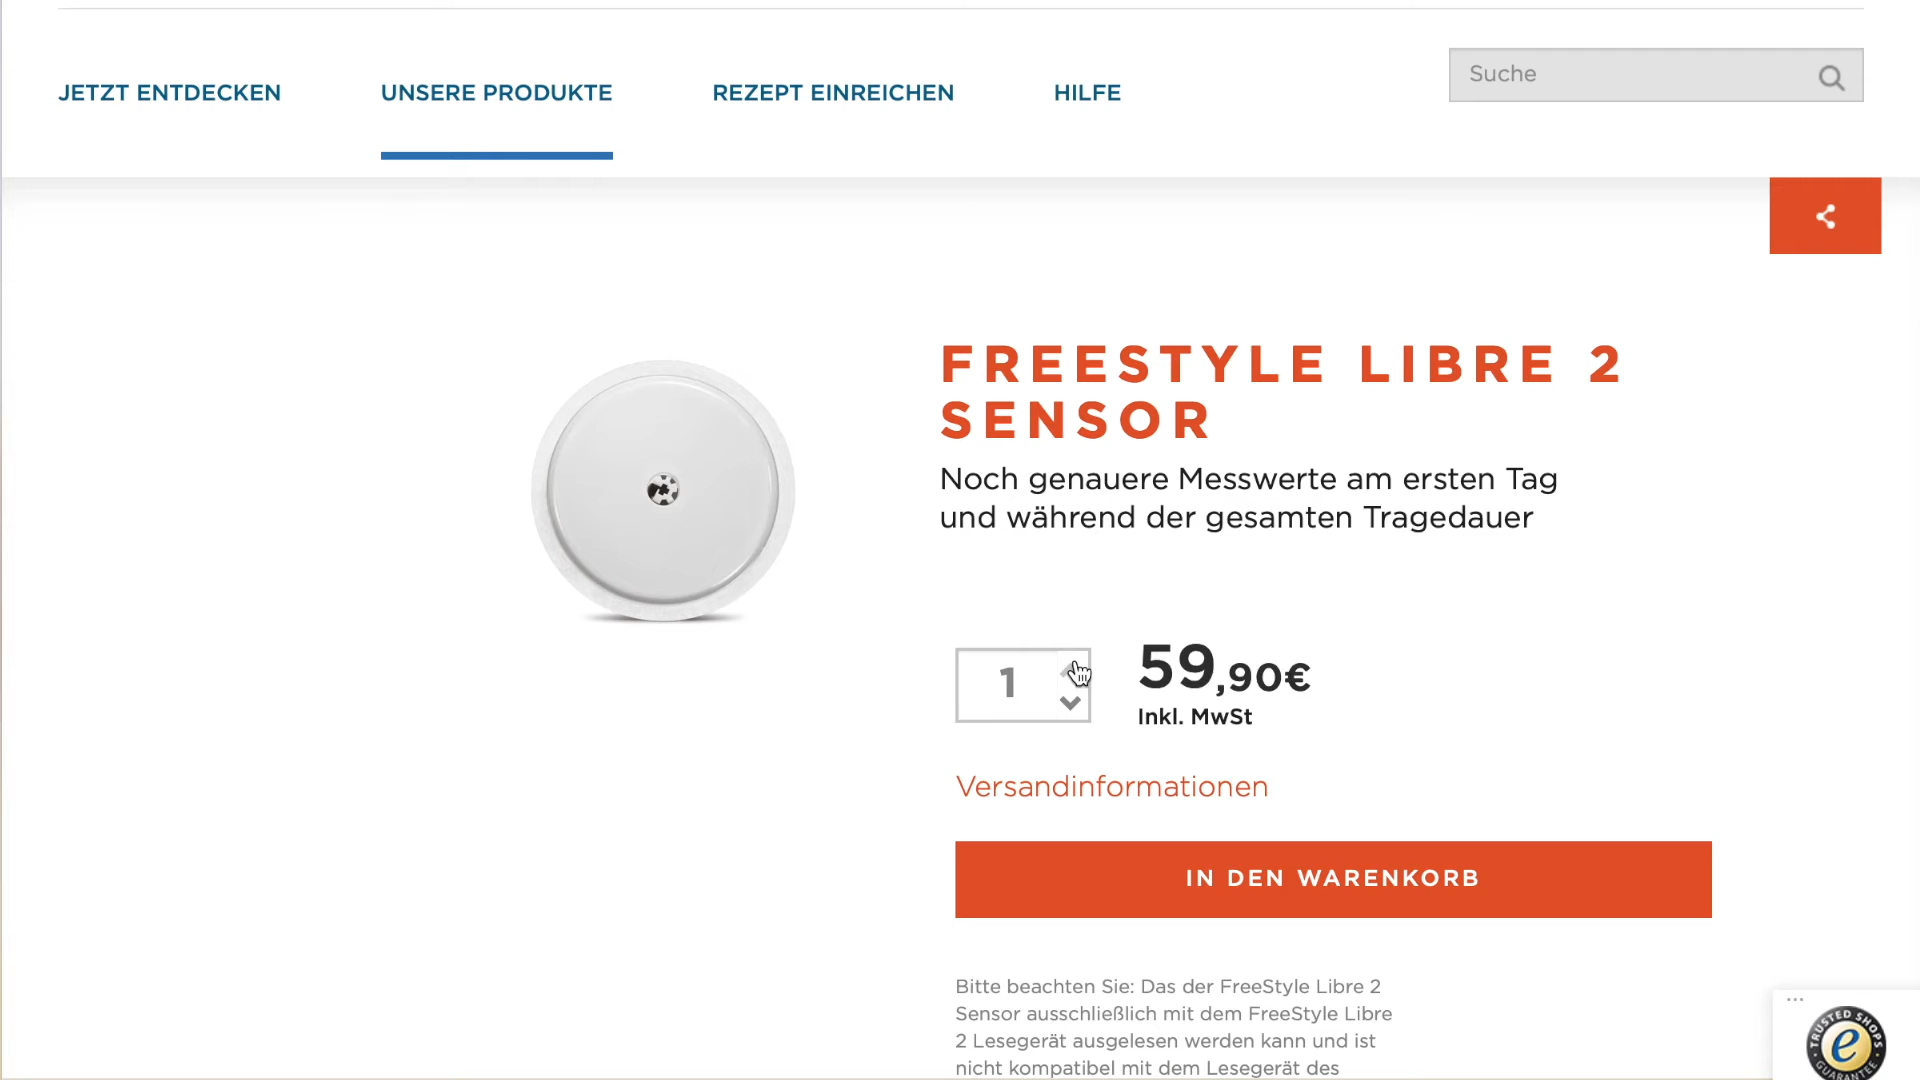 JETZT ENTDECKEN
UNSERE PRODUKTE
REZEPT EINREICHEN
HILFE
Suche
FREESTYLE LIBRE 2
SENSOR
Noch genauere Messwerte am ersten Tag
und während der gesamten Tragedauer
1
59,90€
Inkl. MwSt
Versandinformationen
IN DEN WARENKORB
Bitte beachten Sie: Das der FreeStyle Libre 2
Sensor ausschließlich mit dem FreeStyle Libre
2 Lesegerät ausgelesen werden kann und ist
nicht kompatibel mit dem Lesegerät des
TRUSTED SHOPS
e
GUARANTEE